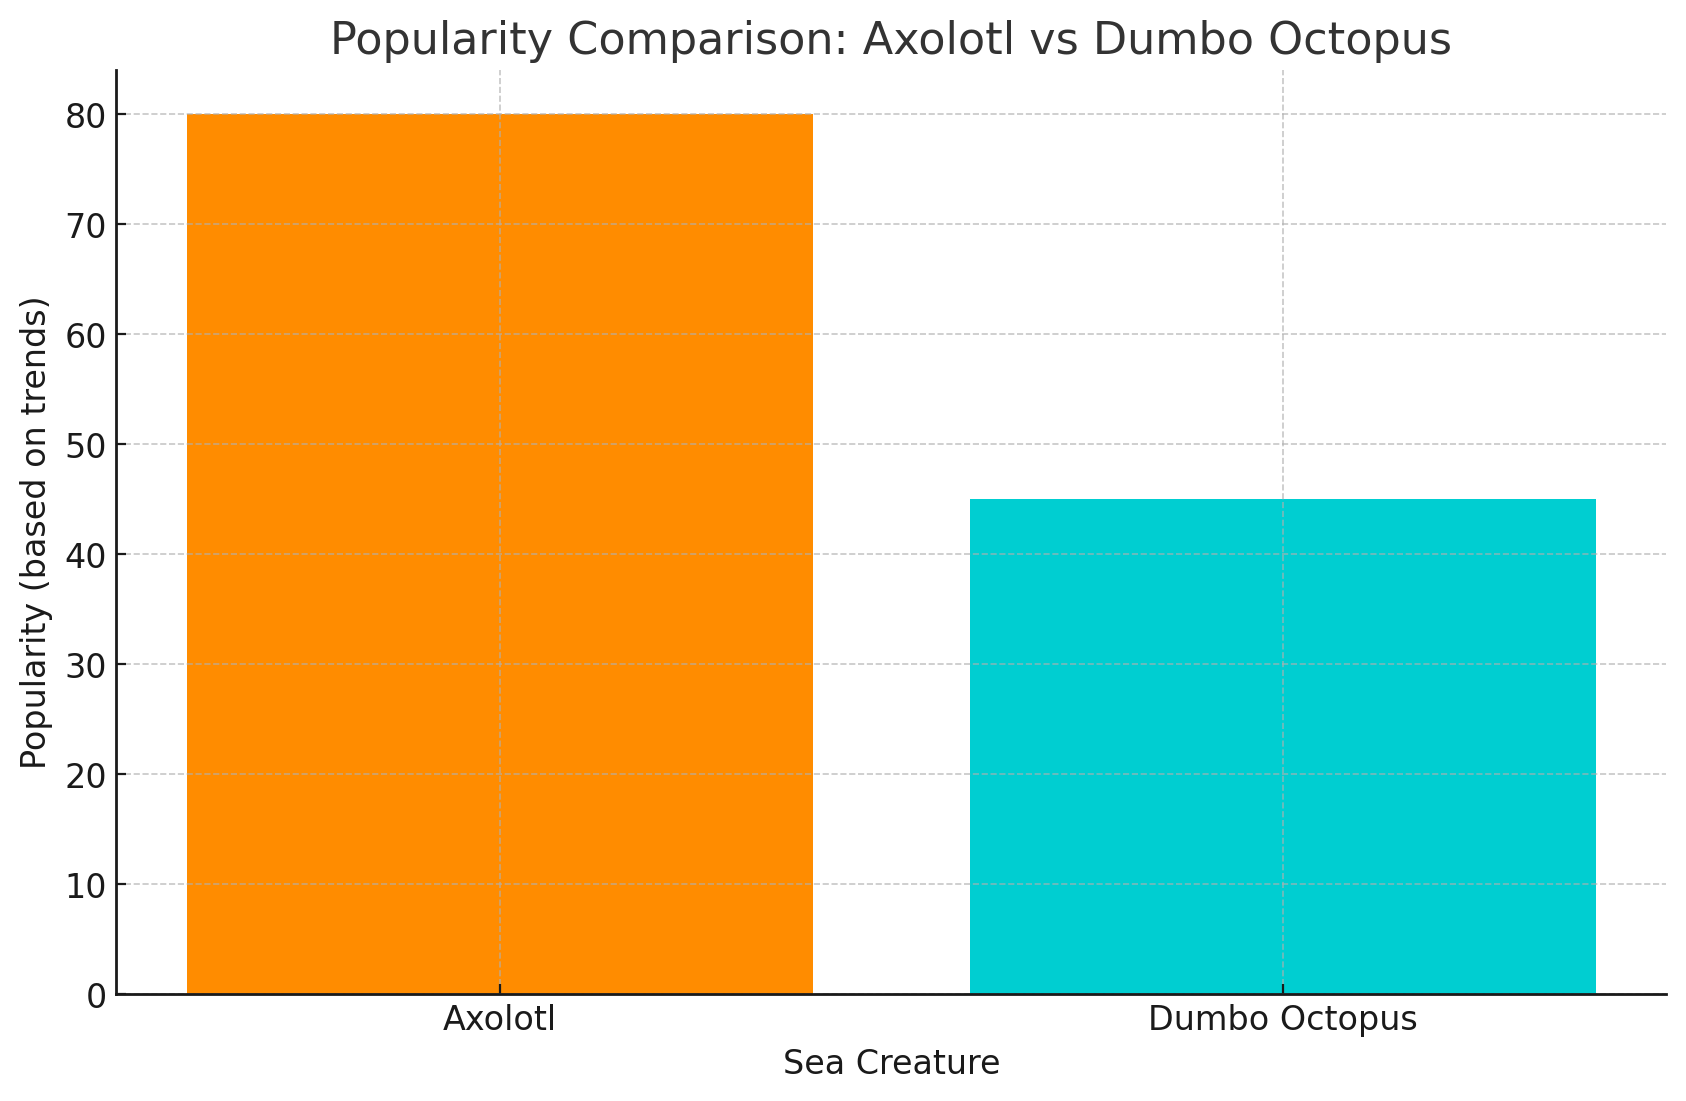 Popularity Comparison: Axolotl vs Dumbo Octopus
Popularity (based on trends)
80
70
60
50
40
30
20
10
0
Axolotl
Dumbo Octopus
Sea Creature